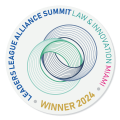 LEADERS LEAGUE ALLIANCE SUMMIT LAW & INNOVATION MIAMI
WINNER 2024